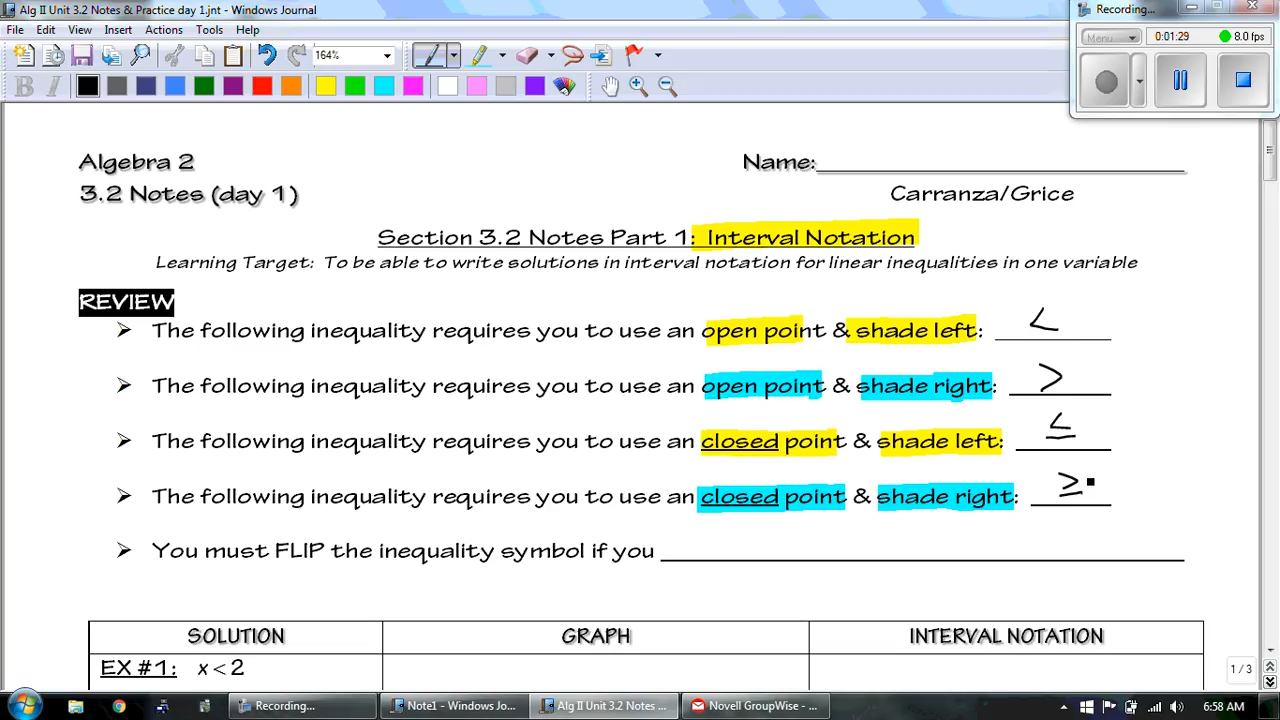 Alg II Unit 3.2 Notes & Practice day 1.jnt - Windows Journal
Recording...
File Edit View Insert Actions Tools Help
Menu 0:01:29 8.0 fps
164%
B I
Algebra 2 Name:
3.2 Notes (day 1) Carranza/Grice
Section 3.2 Notes Part 1: Interval Notation
Learning Target: To be able to write solutions in interval notation for linear inequalities in one variable
REVIEW
➢ The following inequality requires you to use an open point & shade left: <
➢ The following inequality requires you to use an open point & shade right: >
➢ The following inequality requires you to use an closed point & shade left: ≤
➢ The following inequality requires you to use an closed point & shade right: ≥
➢ You must FLIP the inequality symbol if you
SOLUTION GRAPH INTERVAL NOTATION
EX #1: x < 2
1 / 3
Recording... Note1 - Windows Jo... Alg II Unit 3.2 Notes ... Novell GroupWise - ... 6:58 AM